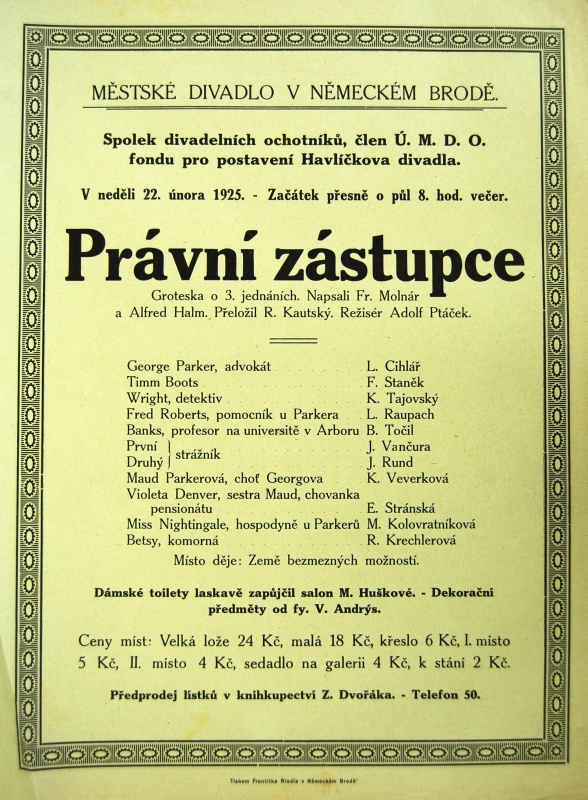 MĚSTSKÉ DIVADLO V NĚMECKÉM BRODĚ.
Spolek divadelních ochotníků, člen Ú. M. D. O.
fondu pro postavení Havlíčkova divadla.
V neděli 22. února 1925. - Začátek přesně o půl 8. hod. večer.
Právní zástupce
Groteska o 3. jednáních. Napsali Fr. Molnár
a Alfred Halm. Přeložil R. Kautský. Režisér Adolf Ptáček.
George Parker, advokát L. Cihlář
Timm Boots F. Staněk
Wright, detektiv K. Tajovský
Fred Roberts, pomocník u Parkera L. Raupach
Banks, profesor na universitě v Arboru B. Točil
První } strážník J. Vančura
Druhý } J. Rund
Maud Parkerová, choť Georgova K. Veverková
Violeta Denver, sestra Maud, chovanka
pensionátu E. Stránská
Miss Nightingale, hospodyně u Parkerů M. Kolovratníková
Betsy, komorná R. Krechlerová
Místo děje: Země bezmezných možností.
Dámské toilety laskavě zapůjčil salon M. Huškové. - Dekorační
předměty od fy. V. Andrýs.
Ceny míst: Velká lože 24 Kč, malá 18 Kč, křeslo 6 Kč, I. místo
5 Kč, II. místo 4 Kč, sedadlo na galerii 4 Kč, k stání 2 Kč.
Předprodej lístků v knihkupectví Z. Dvořáka. - Telefon 50.
Tiskem Františka Riedla v Německém Brodě